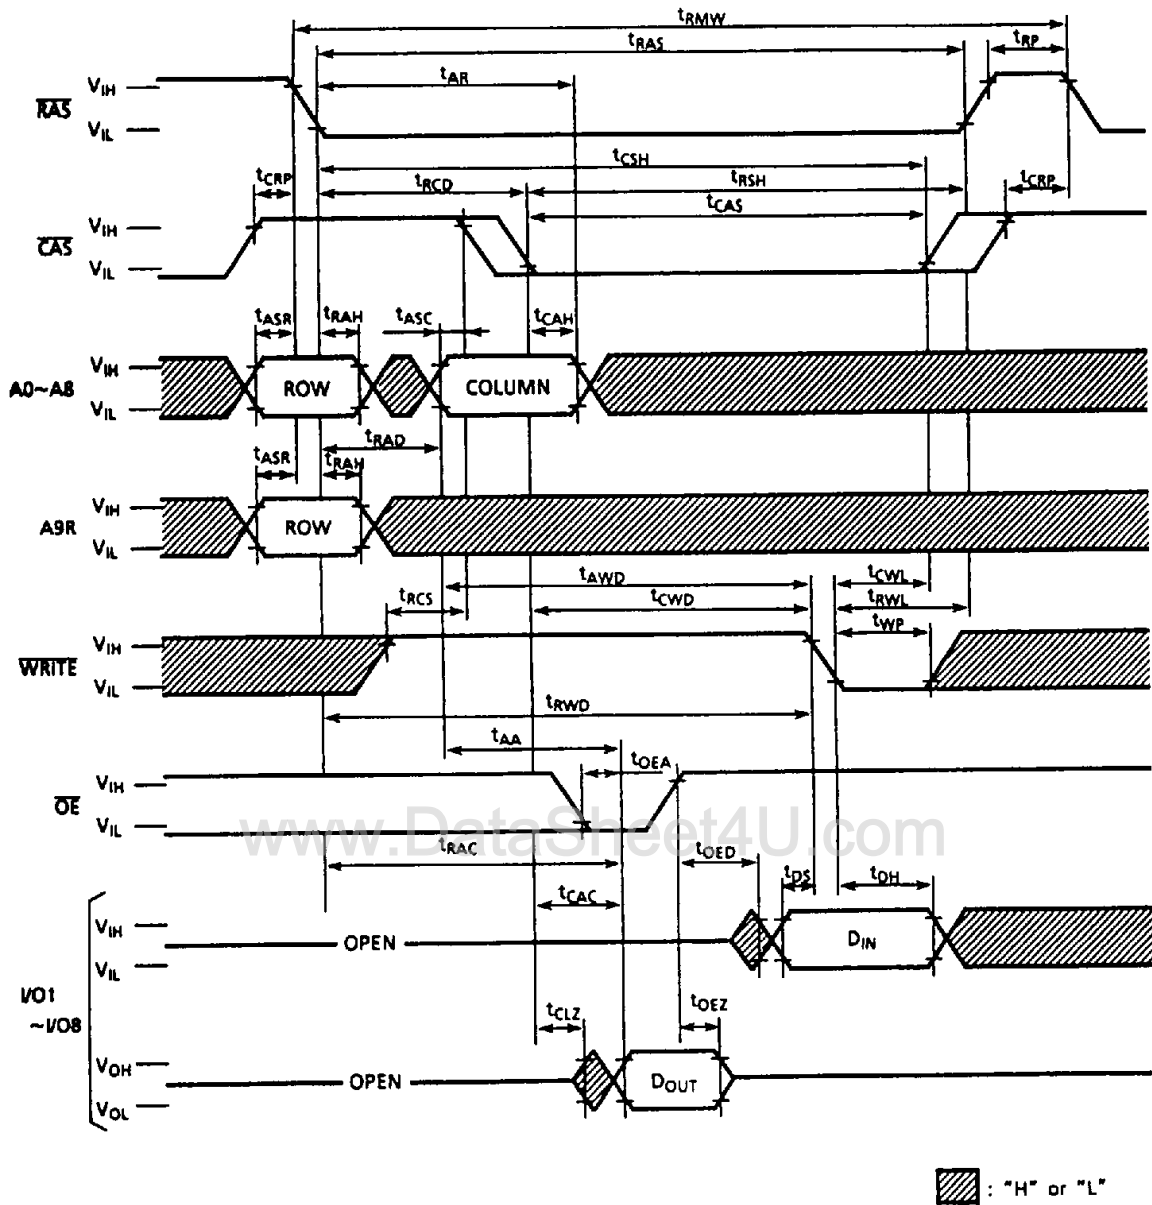 tRMW
tRAS
tRP
tAR
VIH
RAS
VIL
tCSH
tCRP
tRCD
tRSH
tCRP
tCAS
VIH
CAS
VIL
tASR
tRAH
tASC
tCAH
VIH
A0~A8
ROW
COLUMN
VIL
tRAD
tASR
tRAH
VIH
A9R
ROW
VIL
tAWD
tCWL
tRCS
tCWD
tRWL
tWP
VIH
WRITE
VIL
tRWD
tAA
tOEA
VIH
OE
VIL
www.DataSheet4U.com
tRAC
tOED
tCAC
tDS
tDH
VIH
OPEN
DIN
VIL
I/O1
~I/O8
tCLZ
tOEZ
VOH
OPEN
DOUT
VOL
: "H" or "L"